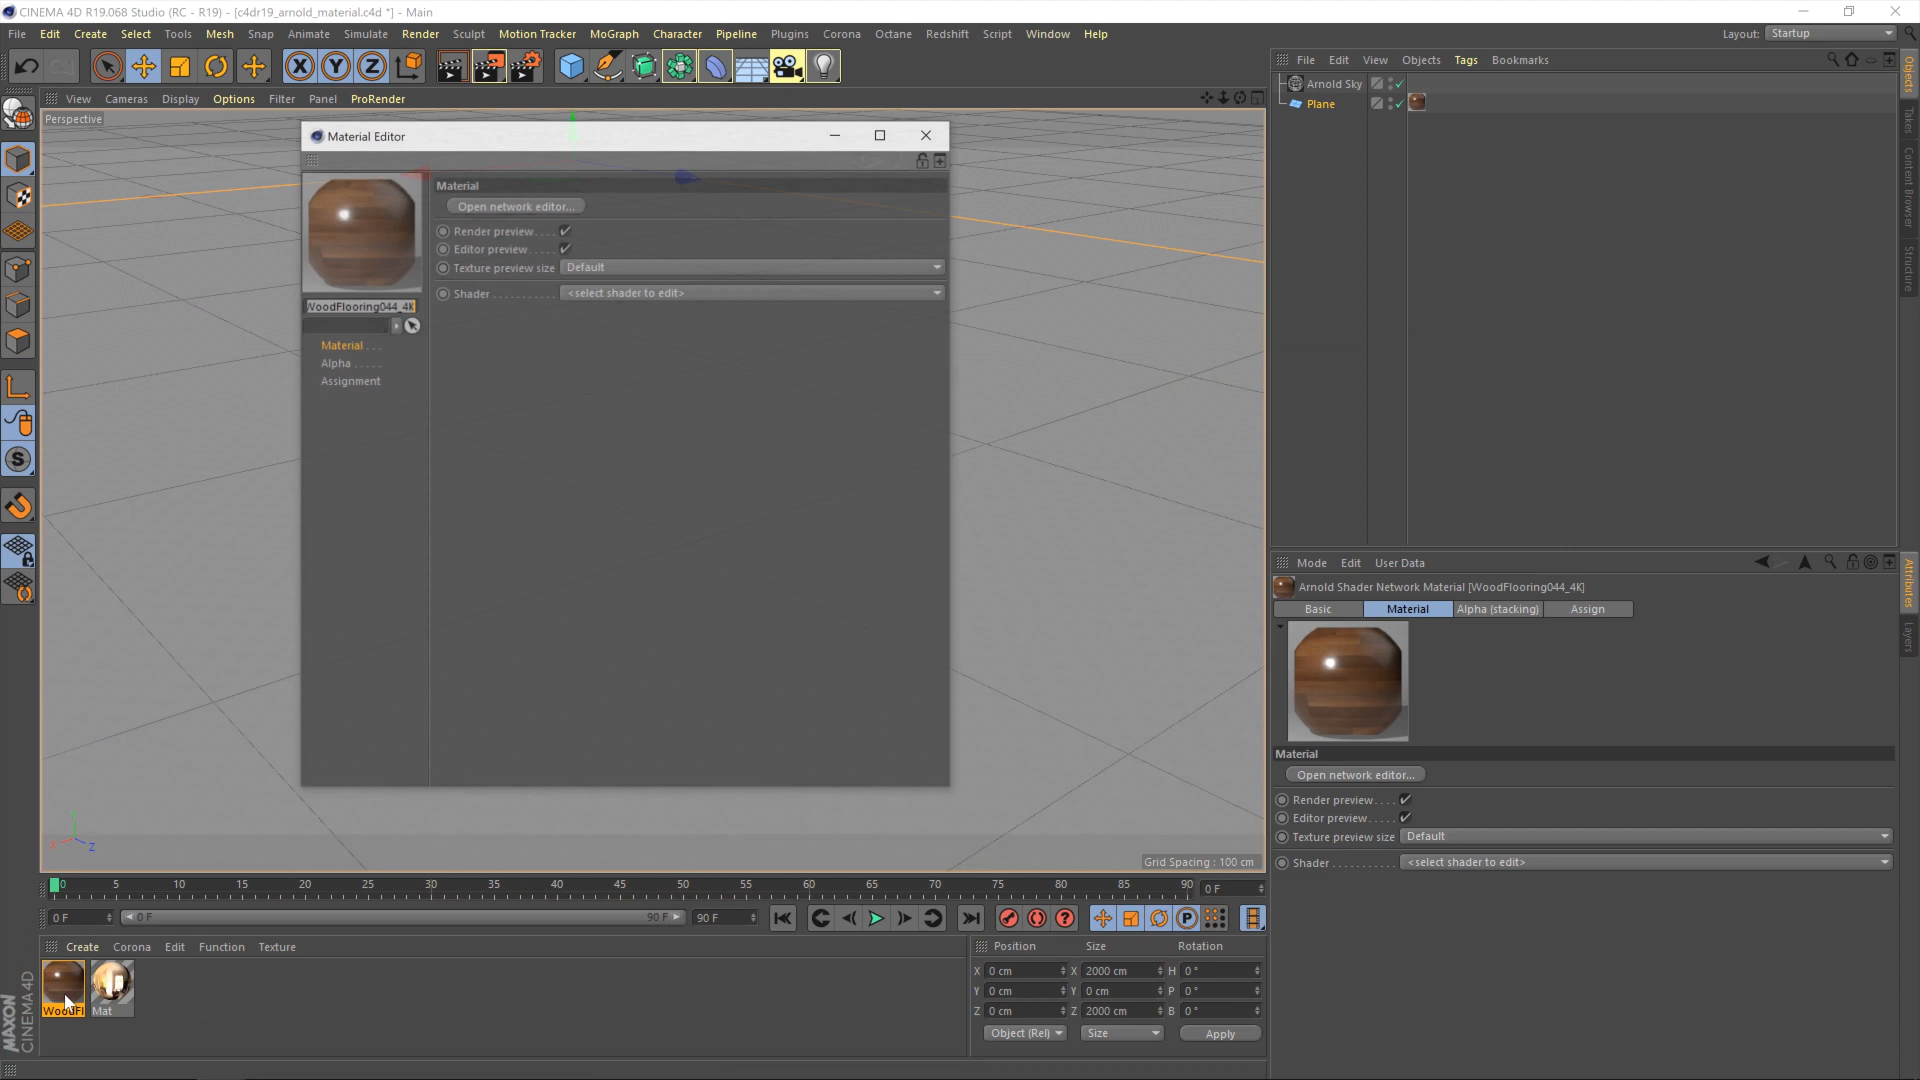 CINEMA 4D R19.068 Studio (RC - R19) - [c4dr19_arnold_material.c4d *] - Main
File Edit Create Select Tools Mesh Snap Animate Simulate Render Sculpt Motion Tracker MoGraph Character Pipeline Plugins Corona Octane Redshift Script Window Help
Layout: Startup
X Y Z
View Cameras Display Options Filter Panel ProRender
Perspective
Material Editor
Material
Open network editor...
Render preview....
Editor preview.....
Texture preview size Default
Shader........... <select shader to edit>
WoodFlooring044_4K
Material ...
Alpha .....
Assignment
Grid Spacing : 100 cm
X Z
File Edit View Objects Tags Bookmarks
Arnold Sky
Plane
Objects
Takes
Content Browser
Structure
Mode Edit User Data
Arnold Shader Network Material [WoodFlooring044_4K]
Basic Material Alpha (stacking) Assign
Material
Open network editor...
Render preview....
Editor preview.....
Texture preview size Default
Shader........... <select shader to edit>
Attributes
Layers
0 5 10 15 20 25 30 35 40 45 50 55 60 65 70 75 80 85 90 0 F
0 F 0 F 90 F 90 F
P
Create Corona Edit Function Texture
WoodFl Mat
MAXON
CINEMA 4D
Position Size Rotation
X 0 cm X 2000 cm H 0 °
Y 0 cm Y 0 cm P 0 °
Z 0 cm Z 2000 cm B 0 °
Object (Rel) Size Apply